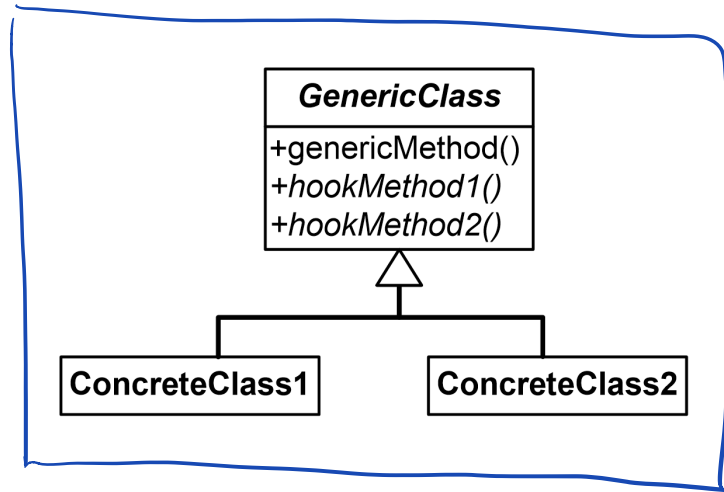 GenericClass
+genericMethod()
+hookMethod1()
+hookMethod2()
ConcreteClass1
ConcreteClass2